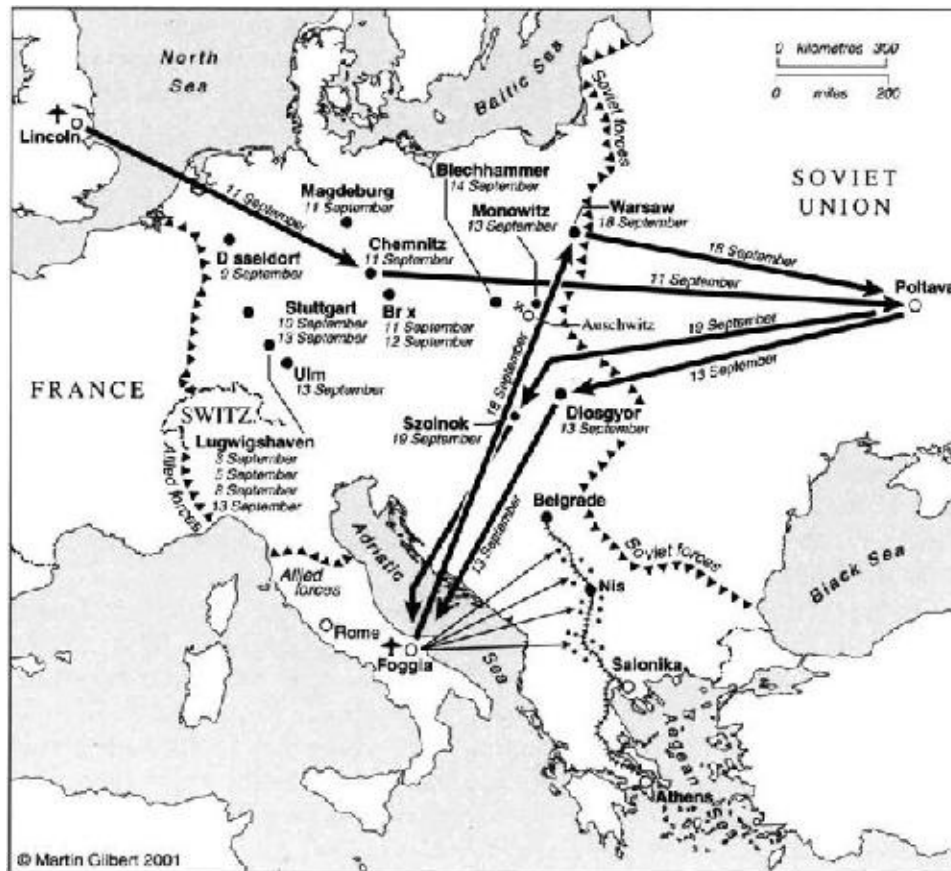 North
Sea
Baltic Sea
0 kilometres 300
0 miles 200
Soviet forces
Lincoln
11 September
Magdeburg
11 September
Blechhammer
14 September
Monowitz
13 September
Warsaw
18 September
SOVIET
UNION
D sseldorf
9 September
Chemnitz
11 September
18 September
11 September
Poltava
Stuttgart
10 September
13 September
Br x
11 September
12 September
Auschwitz
19 September
13 September
Ulm
13 September
FRANCE
SWITZ.
18 September
Szolnok
19 September
Diosgyor
13 September
Lugwigshaven
3 September
5 September
8 September
13 September
Allied forces
Belgrade
Adriatic
Sea
13 September
Soviet forces
Black Sea
Allied
forces
Nis
Rome
Foggia
Salonika
Aegean
Sea
Athens
© Martin Gilbert 2001